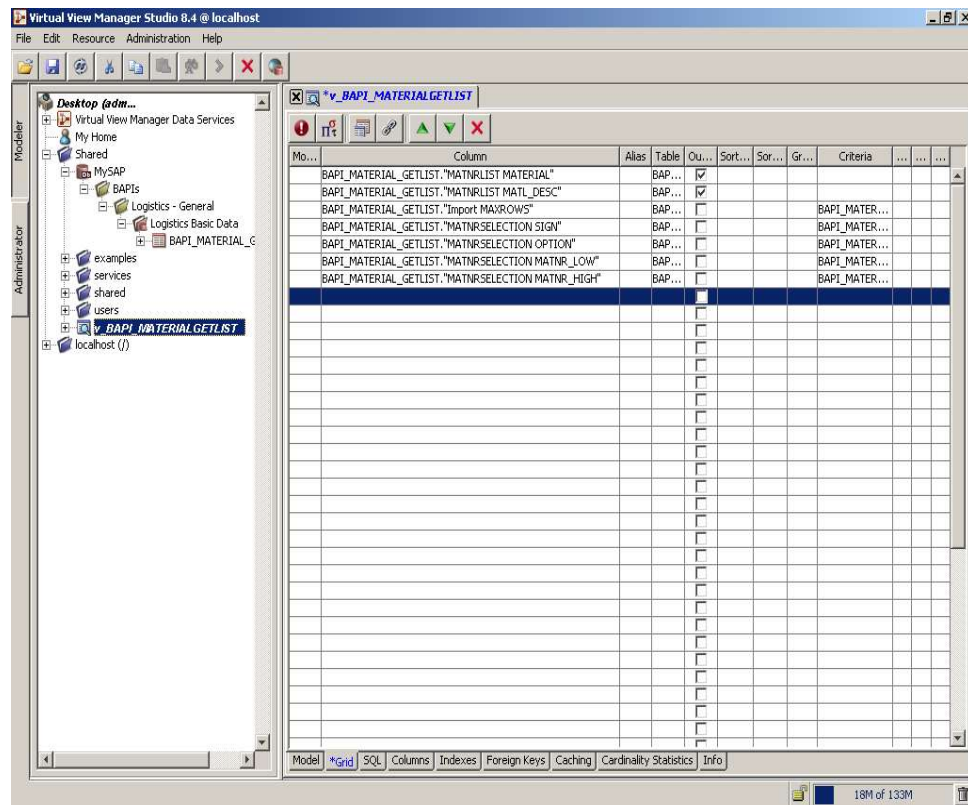 Virtual View Manager Studio 8.4 @ localhost
File Edit Resource Administration Help
Modeler
Administrator
Desktop (adm...
Virtual View Manager Data Services
My Home
Shared
MySAP
BAPIs
Logistics - General
Logistics Basic Data
BAPI_MATERIAL_G
examples
services
shared
users
v_BAPI_MATERIALGETLIST
localhost (/)
*v_BAPI_MATERIALGETLIST
Mo... Column Alias Table Ou... Sort... Sor... Gr... Criteria ... ... ...
BAPI_MATERIAL_GETLIST."MATNRLIST MATERIAL" BAP...
BAPI_MATERIAL_GETLIST."MATNRLIST MATL_DESC" BAP...
BAPI_MATERIAL_GETLIST."Import MAXROWS" BAP... BAPI_MATER...
BAPI_MATERIAL_GETLIST."MATNRSELECTION SIGN" BAP... BAPI_MATER...
BAPI_MATERIAL_GETLIST."MATNRSELECTION OPTION" BAP... BAPI_MATER...
BAPI_MATERIAL_GETLIST."MATNRSELECTION MATNR_LOW" BAP... BAPI_MATER...
BAPI_MATERIAL_GETLIST."MATNRSELECTION MATNR_HIGH" BAP... BAPI_MATER...
Model *Grid SQL Columns Indexes Foreign Keys Caching Cardinality Statistics Info
18M of 133M